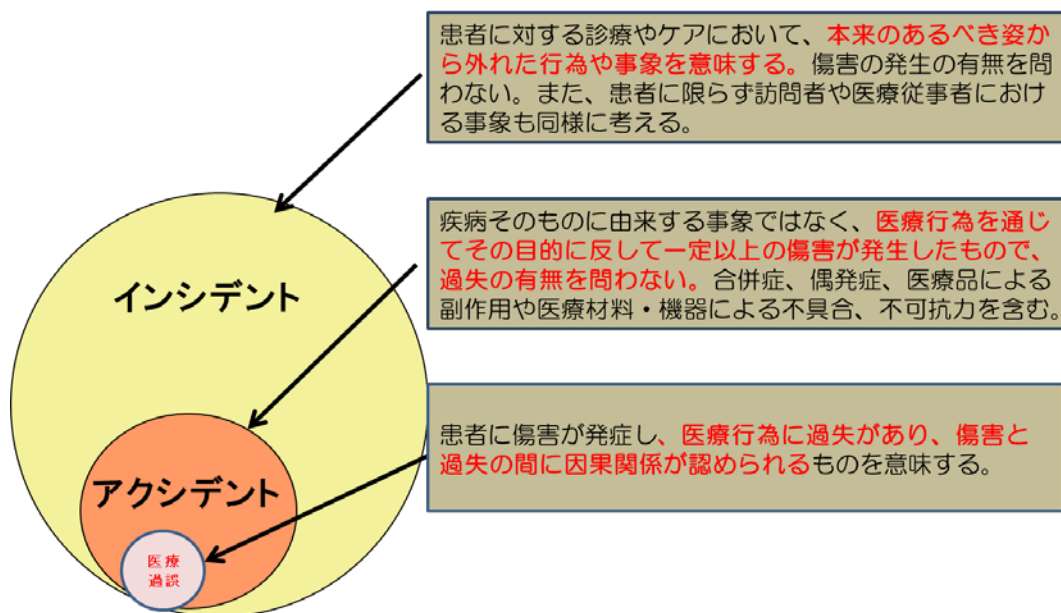 患者に対する診療やケアにおいて、本来のあるべき姿か
ら外れた行為や事象を意味する。傷害の発生の有無を問
わない。また、患者に限らず訪問者や医療従事者におけ
る事象も同様に考える。
疾病そのものに由来する事象ではなく、医療行為を通じ
てその目的に反して一定以上の傷害が発生したもので、
過失の有無を問わない。合併症、偶発症、医療品による
副作用や医療材料・機器による不具合、不可抗力を含む。
患者に傷害が発症し、医療行為に過失があり、傷害と
過失の間に因果関係が認められるものを意味する。
インシデント
アクシデント
医療
過誤